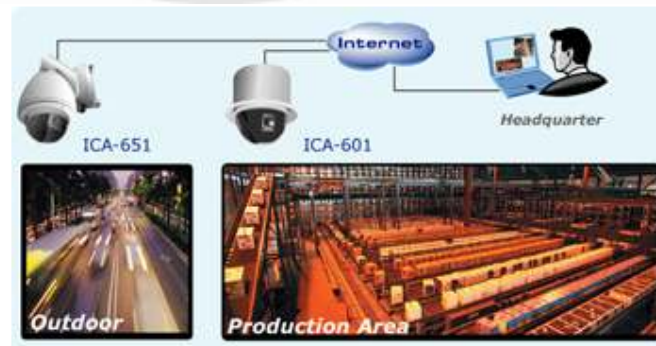 Internet
Headquarter
ICA-651
ICA-601
Outdoor
Production Area